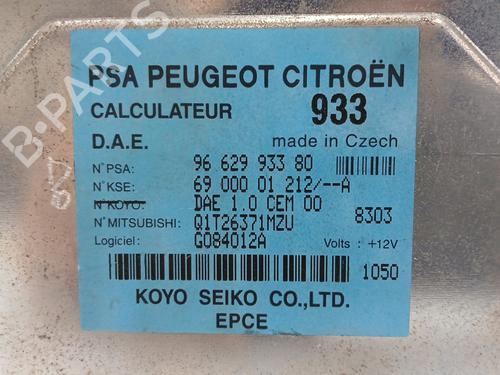 PSA PEUGEOT CITROËN
CALCULATEUR 933
D.A.E. made in Czech
N°PSA: 96 629 933 80
N°KSE: 69 000 01 212/--A
N°KOYO: DAE 1.0 CEM 00
N°MITSUBISHI: Q1T26371MZU 8303
Logiciel: G084012A Volts : +12V
1050
KOYO SEIKO CO.,LTD.
EPCE
B-PARTS